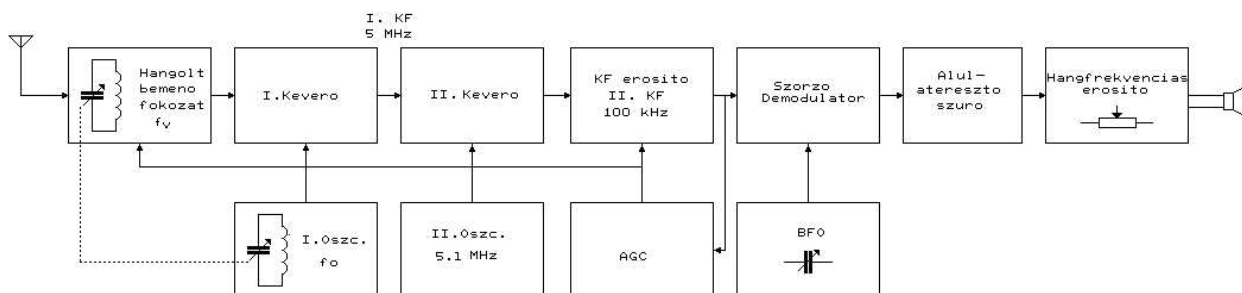 I. KF
5 MHz
Hangolt
bemeno
fokozat
fv
I.Kevero
II.Kevero
KF erosito
II. KF
100 kHz
Szorzo
Demodulator
Alul-
atereszto
szuro
Hangfrekvencias
erosito
I.Oszc.
fo
II.Oszc.
5.1 MHz
AGC
BFO